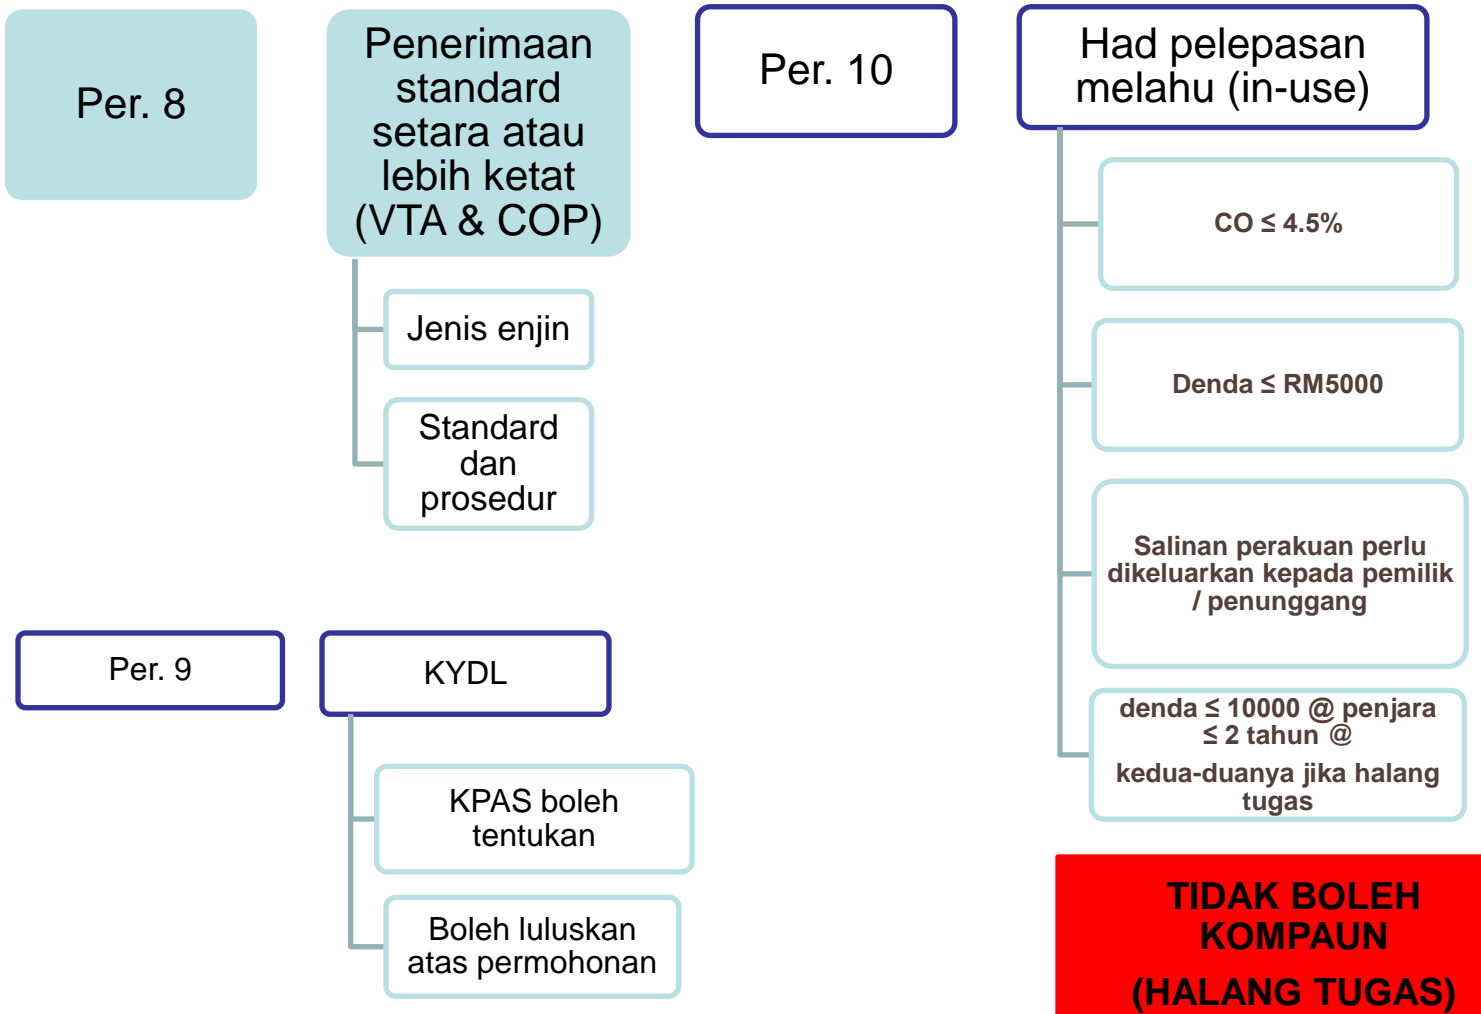 Per. 8
Penerimaan
standard
setara atau
lebih ketat
(VTA & COP)
Jenis enjin
Standard
dan
prosedur
Per. 9
KYDL
KPAS boleh
tentukan
Boleh luluskan
atas permohonan
Per. 10
Had pelepasan
melahu (in-use)
CO ≤ 4.5%
Denda ≤ RM5000
Salinan perakuan perlu
dikeluarkan kepada pemilik
/ penunggang
denda ≤ 10000 @ penjara
≤ 2 tahun @
kedua-duanya jika halang
tugas
TIDAK BOLEH
KOMPAUN
(HALANG TUGAS)